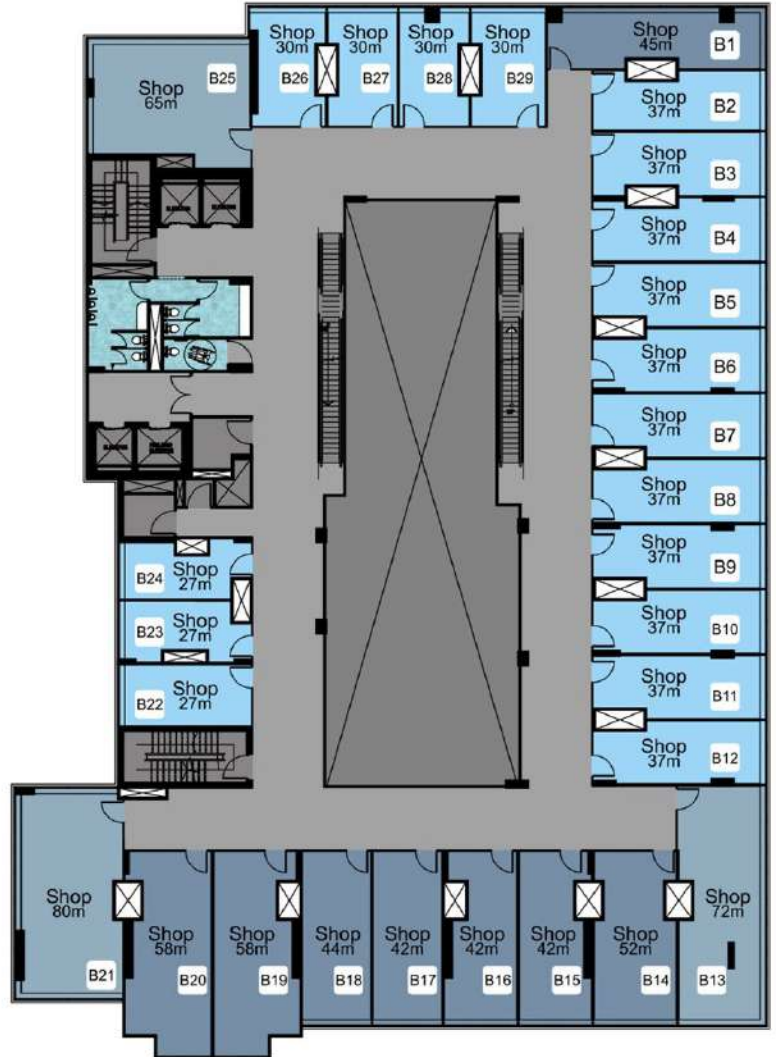 Shop
30m
B26
Shop
30m
B27
Shop
30m
B28
Shop
30m
B29
Shop
45m
B1
Shop
65m
B25
Shop
37m
B2
Shop
37m
B3
Shop
37m
B4
Shop
37m
B5
Shop
37m
B6
Shop
37m
B7
Shop
37m
B8
Shop
37m
B9
Shop
37m
B10
Shop
37m
B11
Shop
37m
B12
B24
Shop
27m
B23
Shop
27m
B22
Shop
27m
Shop
80m
B21
Shop
58m
B20
Shop
58m
B19
Shop
44m
B18
Shop
42m
B17
Shop
42m
B16
Shop
42m
B15
Shop
52m
B14
Shop
72m
B13